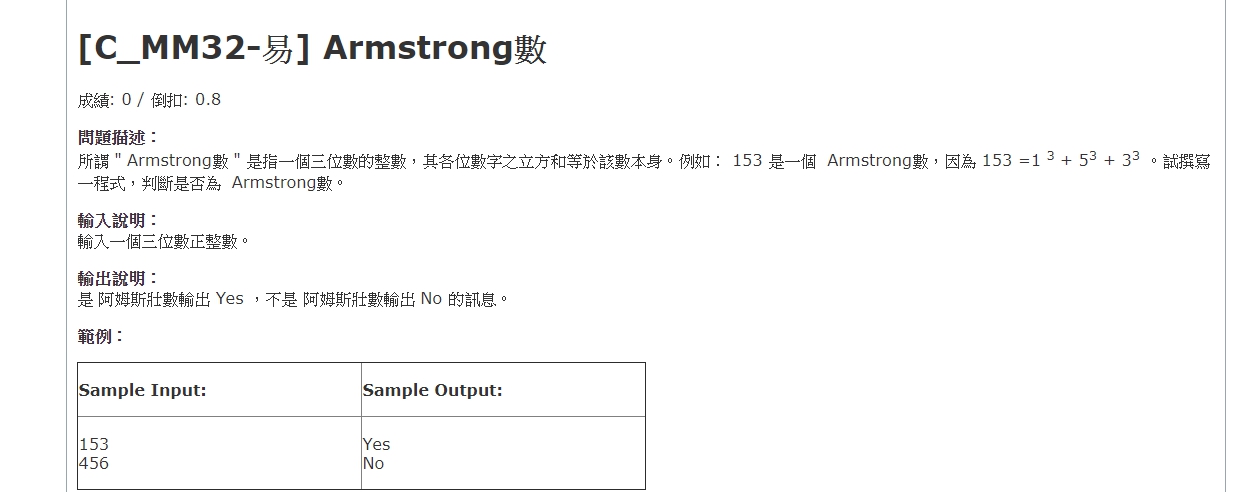 [C_MM32-易] Armstrong數
成績: 0 / 倒扣: 0.8
問題描述：
所謂 " Armstrong數 " 是指一個三位數的整數，其各位數字之立方和等於該數本身。例如： 153 是一個 Armstrong數，因為 153 =1 ³ + 5³ + 3³ 。試撰寫
一程式，判斷是否為 Armstrong數。
輸入說明：
輸入一個三位數正整數。
輸出說明：
是 阿姆斯壯數輸出 Yes ，不是 阿姆斯壯數輸出 No 的訊息。
範例：
Sample Input: Sample Output:
153 Yes
456 No